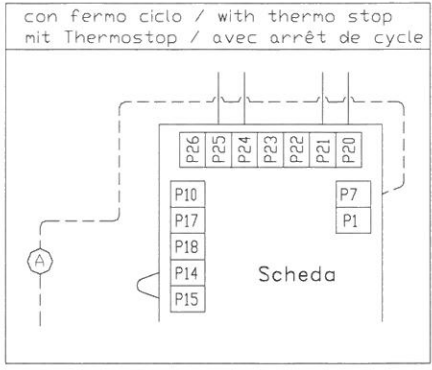 con fermo ciclo / with thermo stop
mit Thermostop / avec arrêt de cycle
P26 P25 P24 P23 P22 P21 P20
P10 P7
P17 P1
P18
A
P14 Scheda
P15